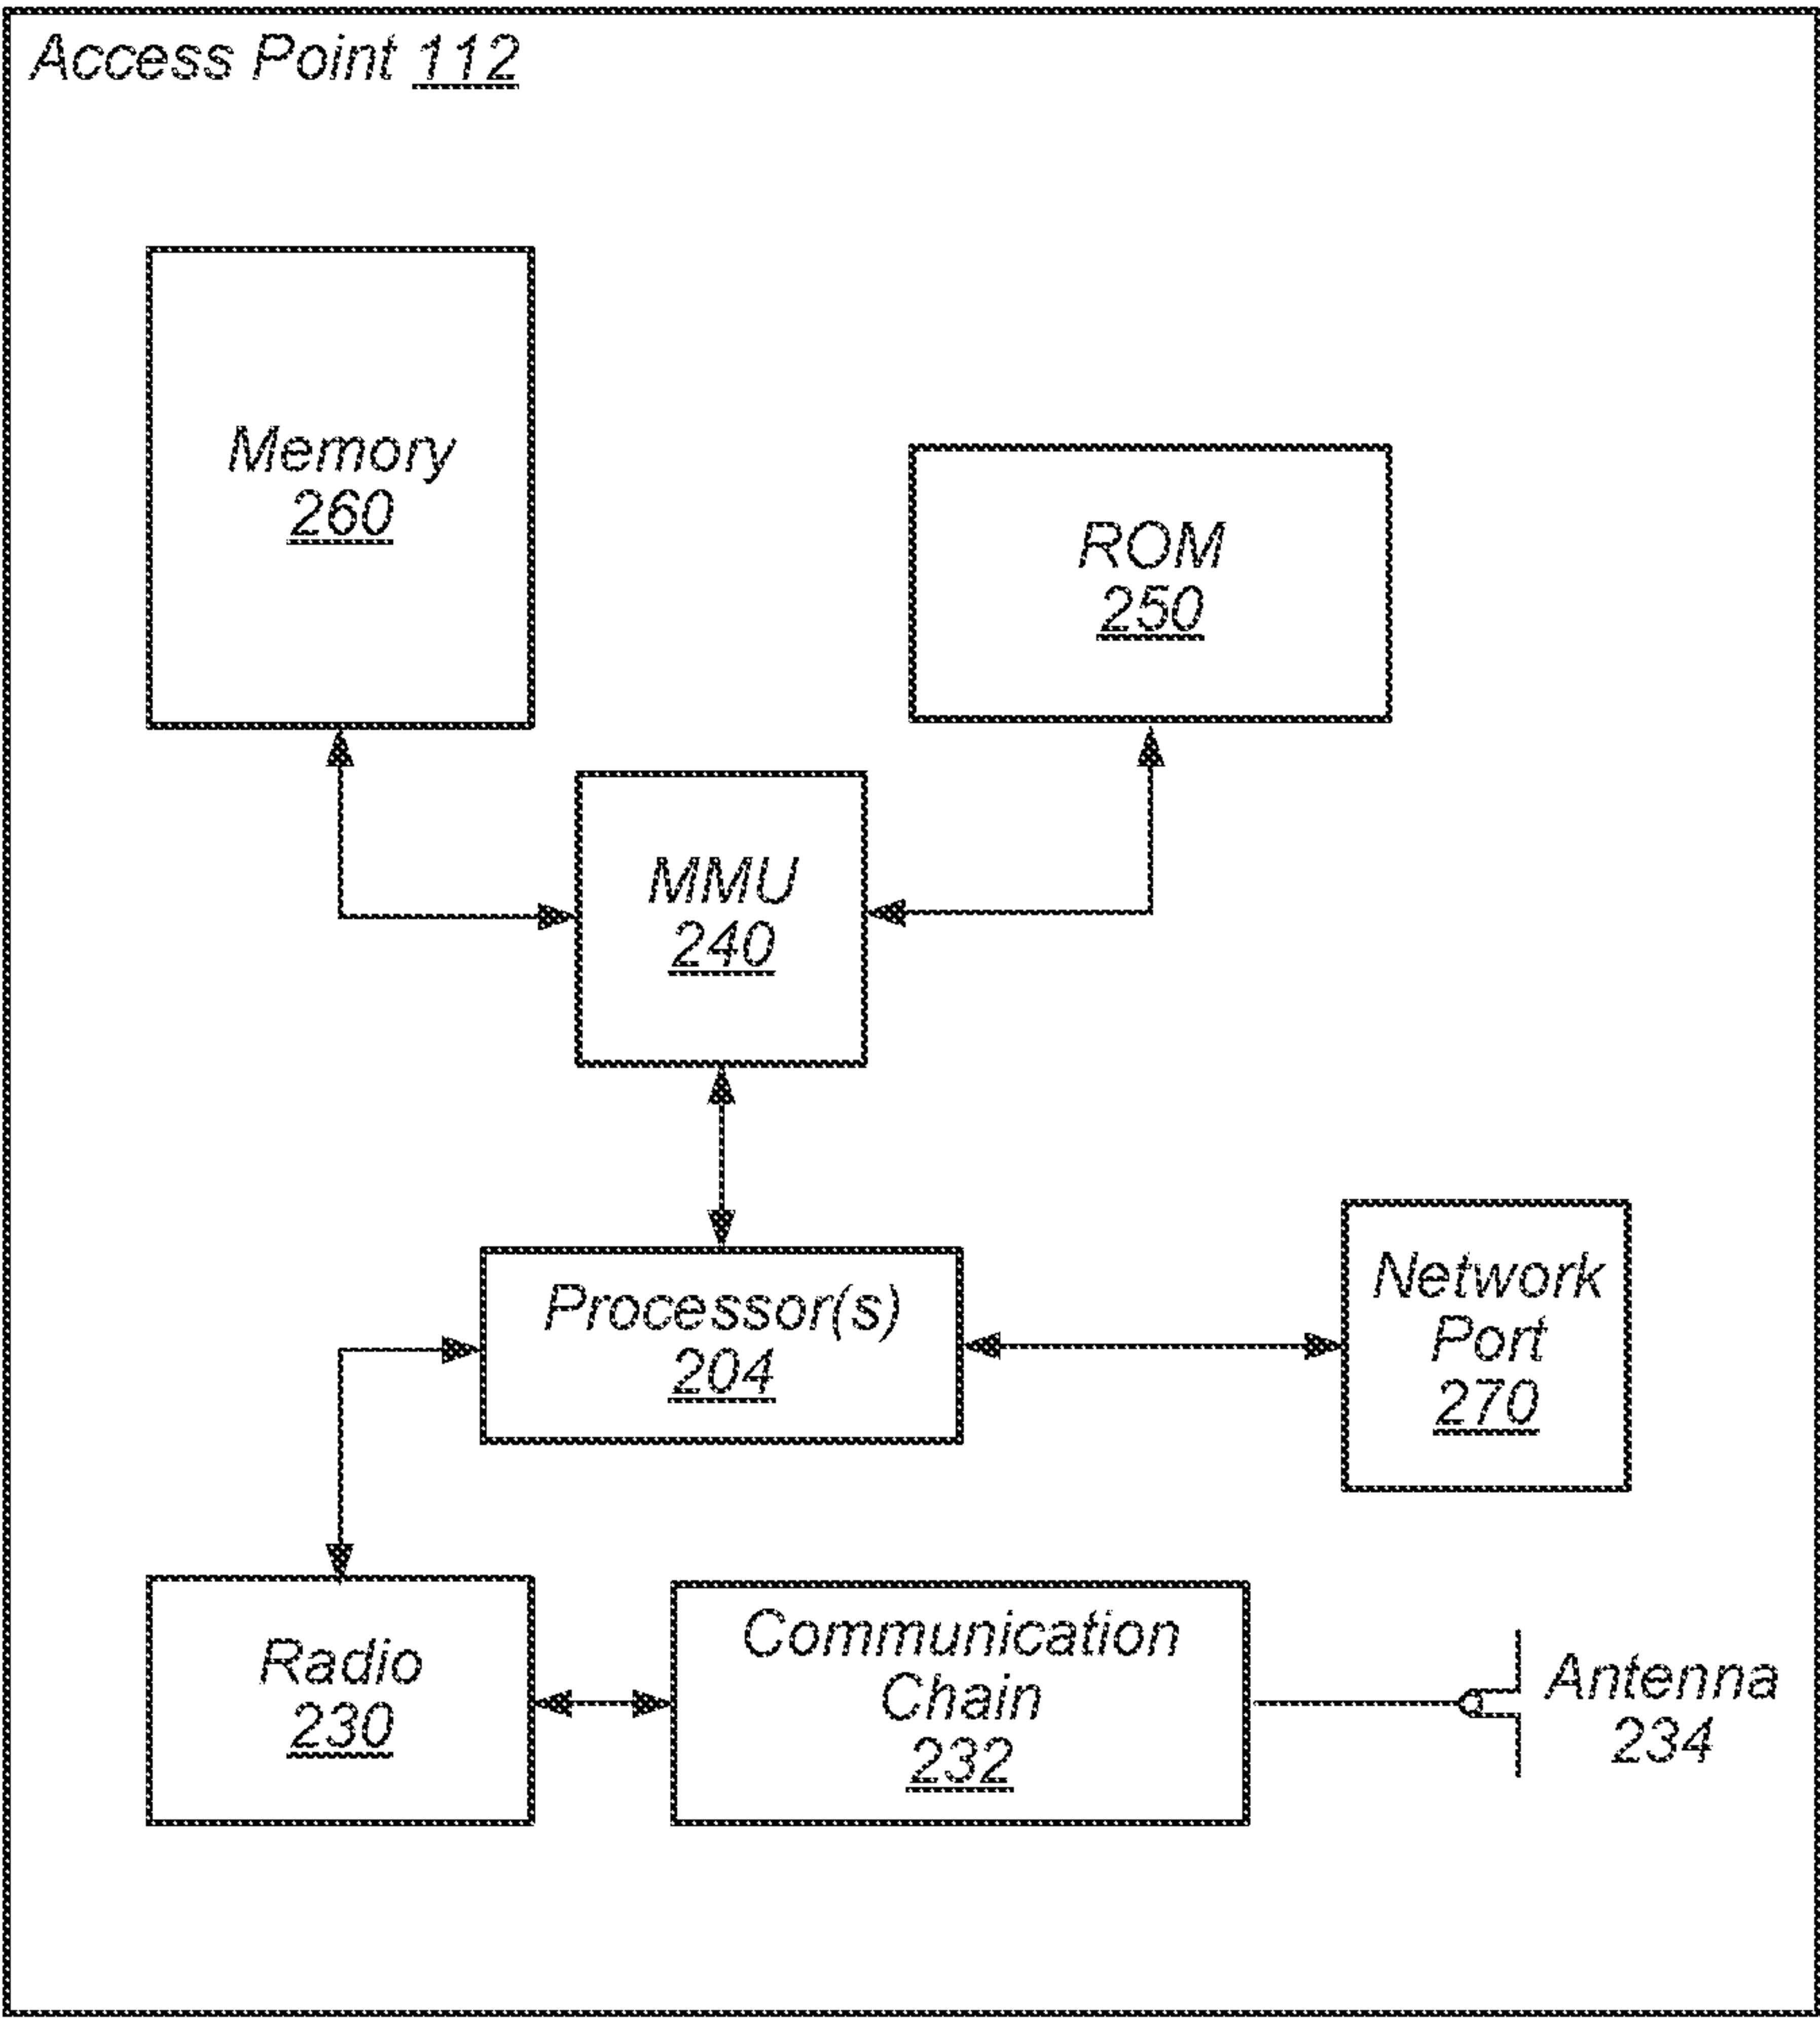 Access Point 112
Memory
260
ROM
250
MMU
240
Processor(s)
204
Network
Port
270
Radio
230
Communication
Chain
232
Antenna
234